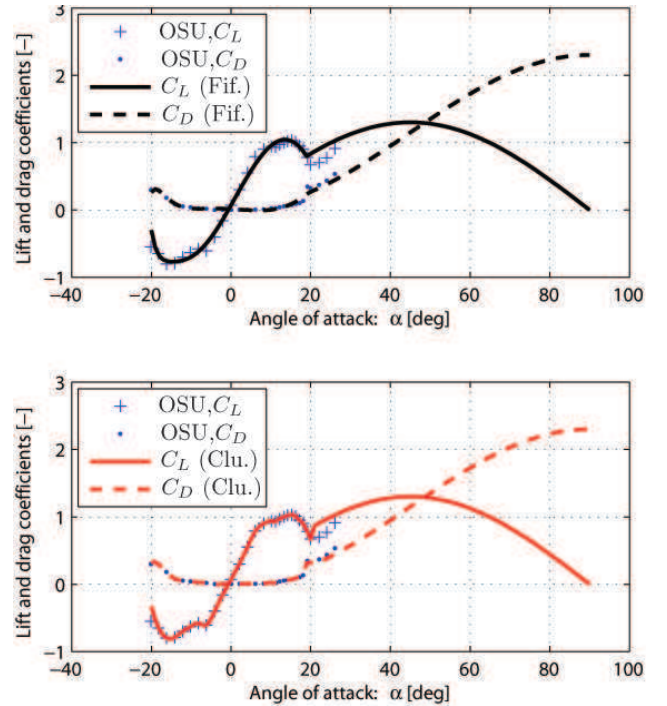 Lift and drag coefficients [–]
3
2
1
0
−1
OSU,C_L
OSU,C_D
C_L (Fif.)
C_D (Fif.)
−40 −20 0 20 40 60 80 100
Angle of attack: α [deg]
Lift and drag coefficients [–]
3
2
1
0
−1
OSU,C_L
OSU,C_D
C_L (Clu.)
C_D (Clu.)
−40 −20 0 20 40 60 80 100
Angle of attack: α [deg]